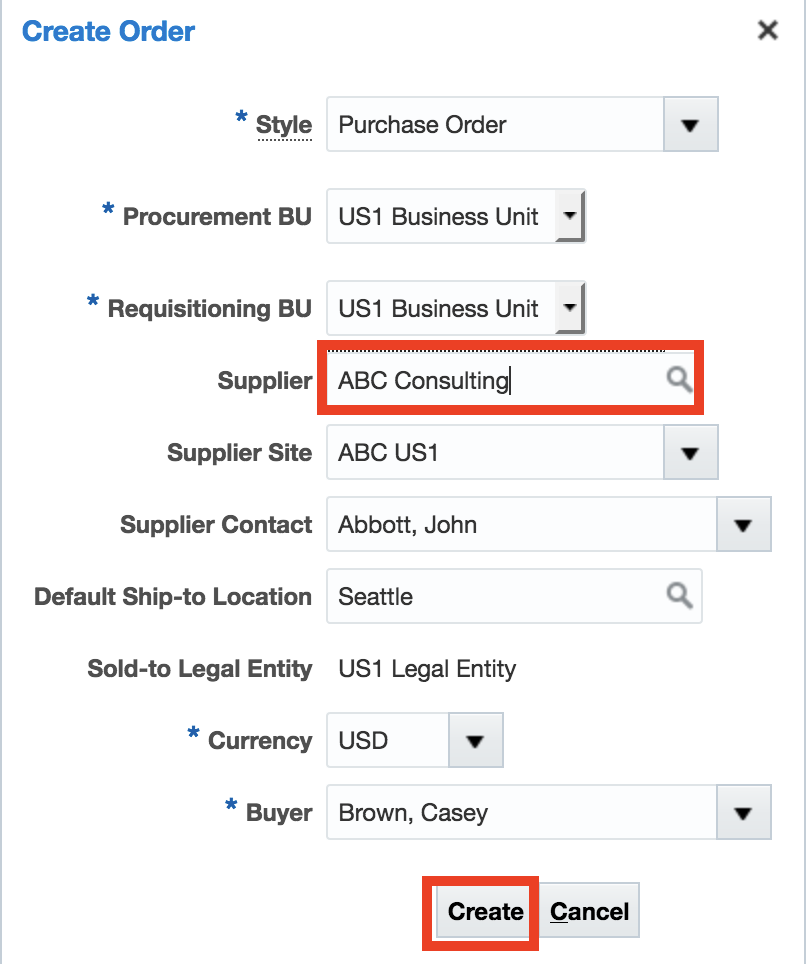 Create Order
* Style Purchase Order
* Procurement BU US1 Business Unit
* Requisitioning BU US1 Business Unit
Supplier ABC Consulting
Supplier Site ABC US1
Supplier Contact Abbott, John
Default Ship-to Location Seattle
Sold-to Legal Entity US1 Legal Entity
* Currency USD
* Buyer Brown, Casey
Create Cancel